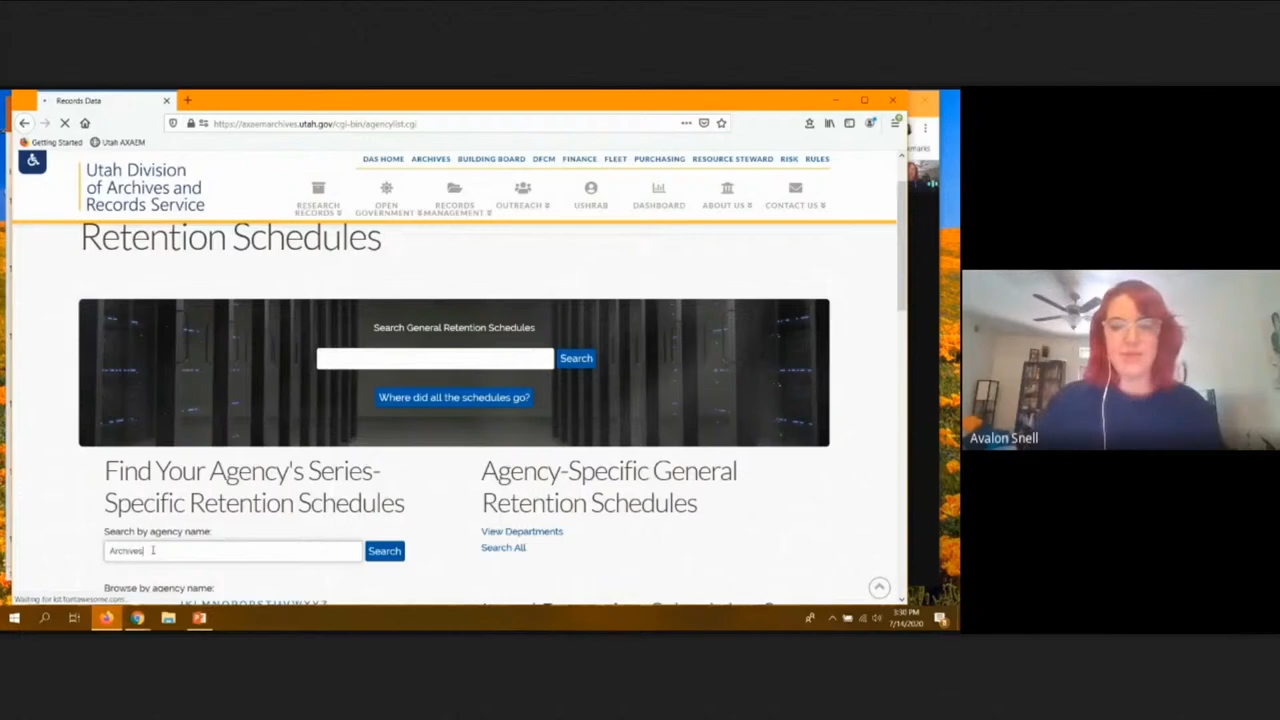 Records Data
https://axaemarchives.utah.gov/cgi-bin/agencylist.cgi
Getting Started Utah AXAEM
DAS HOME ARCHIVES BUILDING BOARD DFCM FINANCE FLEET PURCHASING RESOURCE STEWARD RISK RULES
Utah Division
of Archives and
Records Service
RESEARCH
RECORDS
OPEN
GOVERNMENT
RECORDS
MANAGEMENT
OUTREACH
USHRAB
DASHBOARD
ABOUT US
CONTACT US
Retention Schedules
Search General Retention Schedules
Search
Where did all the schedules go?
Find Your Agency's Series-
Specific Retention Schedules
Search by agency name:
Archives
Search
Browse by agency name:
Agency-Specific General
Retention Schedules
View Departments
Search All
Waiting for kit.fontawesome.com...
3:30 PM
7/14/2020
Avalon Snell